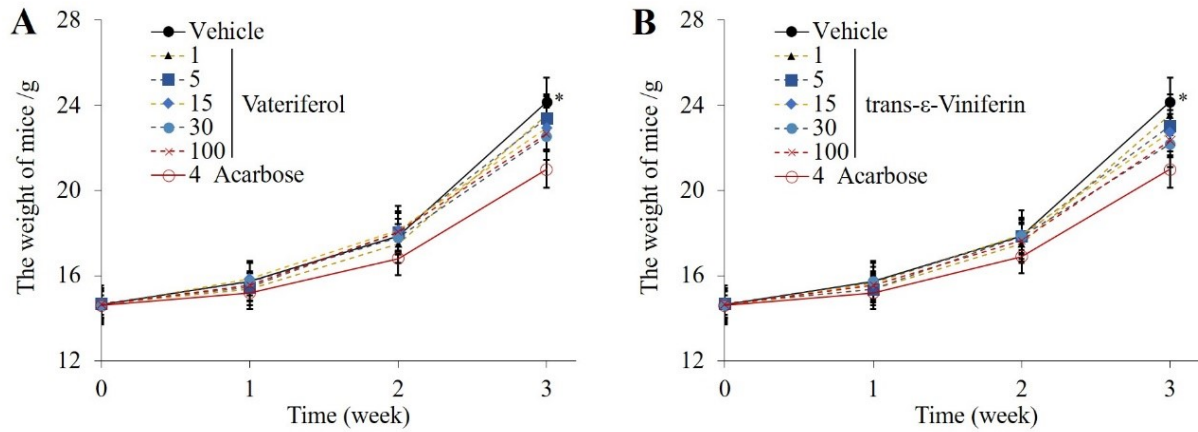 A
The weight of mice /g
28
24
20
16
12
Vehicle
1
5
15
30
100
Vateriferol
4 Acarbose
*
0 1 2 3
Time (week)
B
The weight of mice /g
28
24
20
16
12
Vehicle
1
5
15
30
100
trans-ε-Viniferin
4 Acarbose
*
0 1 2 3
Time (week)